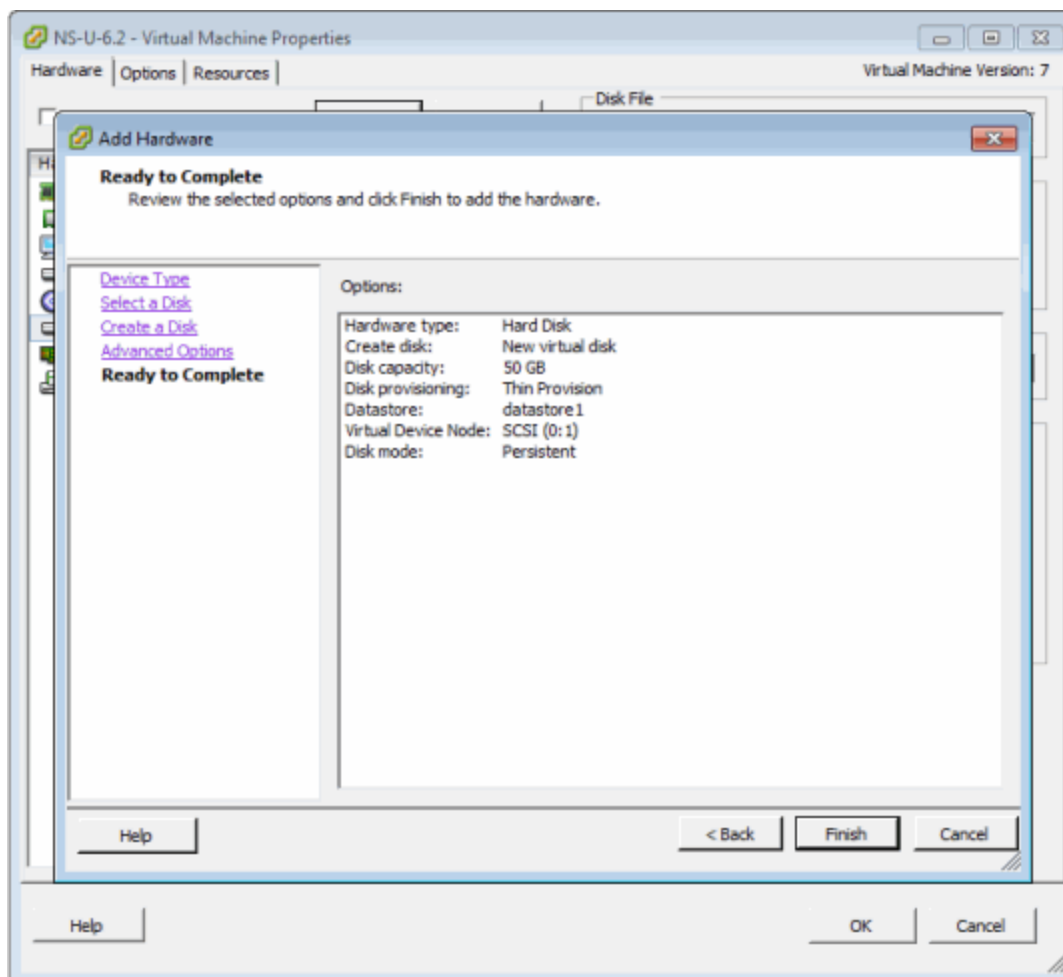 NS-U-6.2 - Virtual Machine Properties
Hardware Options Resources Virtual Machine Version: 7
Disk File
Add Hardware
Ready to Complete
Review the selected options and click Finish to add the hardware.
Device Type
Select a Disk
Create a Disk
Advanced Options
Ready to Complete
Options:
Hardware type: Hard Disk
Create disk: New virtual disk
Disk capacity: 50 GB
Disk provisioning: Thin Provision
Datastore: datastore1
Virtual Device Node: SCSI (0:1)
Disk mode: Persistent
Help < Back Finish Cancel
Help OK Cancel